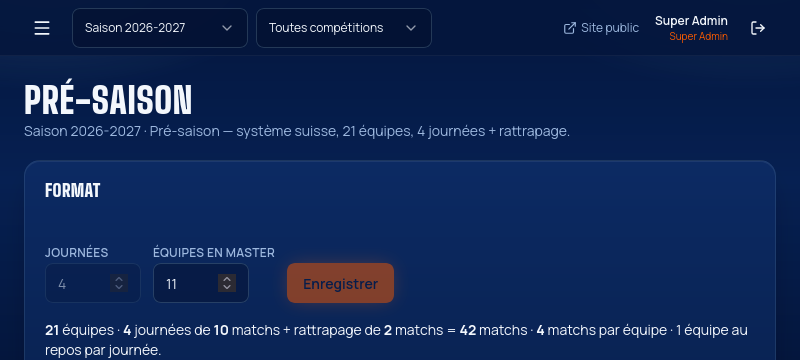 Saison 2026-2027
Toutes compétitions
Site public
Super Admin
Super Admin
PRÉ-SAISON
Saison 2026-2027 · Pré-saison — système suisse, 21 équipes, 4 journées + rattrapage.
FORMAT
JOURNÉES
ÉQUIPES EN MASTER
4
11
Enregistrer
21 équipes · 4 journées de 10 matchs + rattrapage de 2 matchs = 42 matchs · 4 matchs par équipe · 1 équipe au
repos par journée.